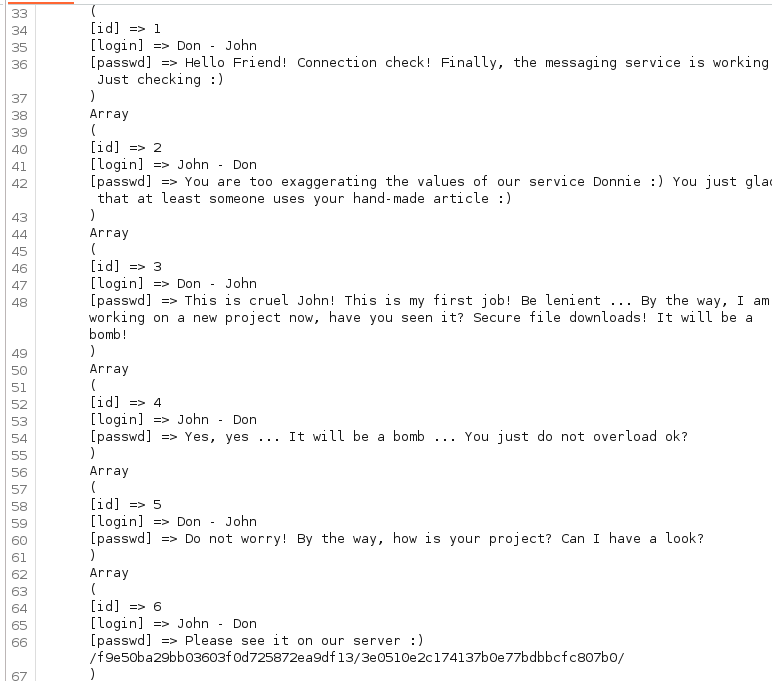 33 (
34 [id] => 1
35 [login] => Don - John
36 [passwd] => Hello Friend! Connection check! Finally, the messaging service is working
Just checking :)
37 )
38 Array
39 (
40 [id] => 2
41 [login] => John - Don
42 [passwd] => You are too exaggerating the values of our service Donnie :) You just glad
that at least someone uses your hand-made article :)
43 )
44 Array
45 (
46 [id] => 3
47 [login] => Don - John
48 [passwd] => This is cruel John! This is my first job! Be lenient ... By the way, I am
working on a new project now, have you seen it? Secure file downloads! It will be a
bomb!
49 )
50 Array
51 (
52 [id] => 4
53 [login] => John - Don
54 [passwd] => Yes, yes ... It will be a bomb ... You just do not overload ok?
55 )
56 Array
57 (
58 [id] => 5
59 [login] => Don - John
60 [passwd] => Do not worry! By the way, how is your project? Can I have a look?
61 )
62 Array
63 (
64 [id] => 6
65 [login] => John - Don
66 [passwd] => Please see it on our server :)
/f9e50ba29bb03603f0d725872ea9df13/3e0510e2c174137b0e77bdbbcfc807b0/
67 )